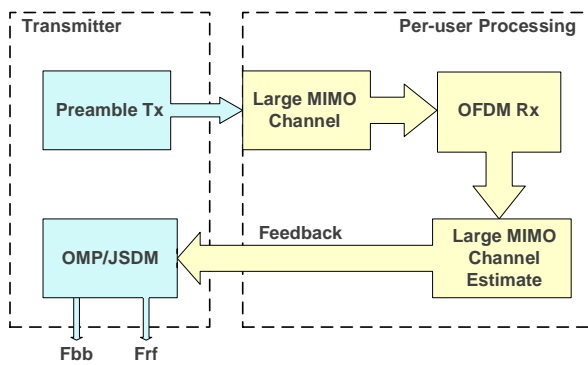 Transmitter
Per-user Processing
Preamble Tx
Large MIMO
Channel
OFDM Rx
OMP/JSDM
Feedback
Large MIMO
Channel
Estimate
Fbb
Frf